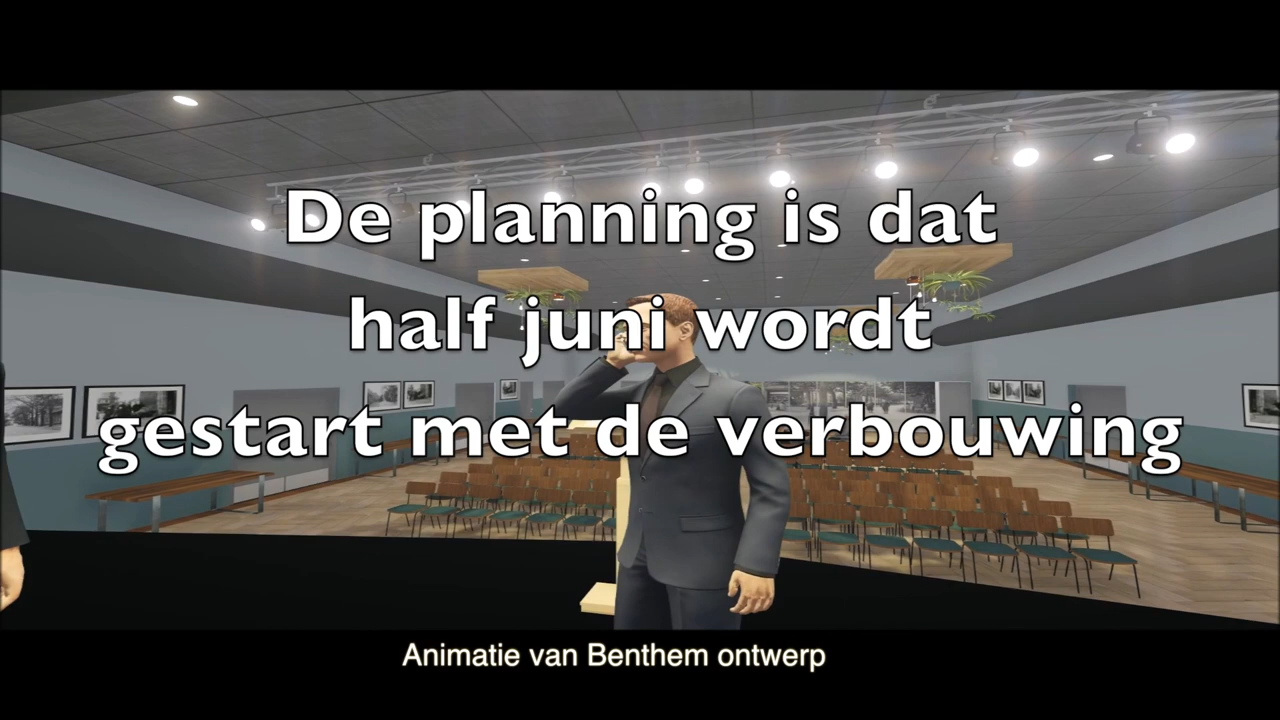 De planning is dat
half juni wordt
gestart met de verbouwing
Animatie van Benthem ontwerp